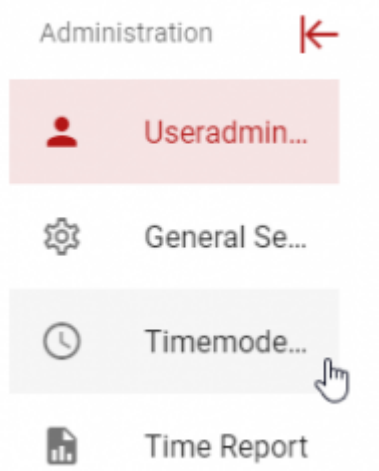 Administration
Useradmin...
General Se...
Timemode...
Time Report